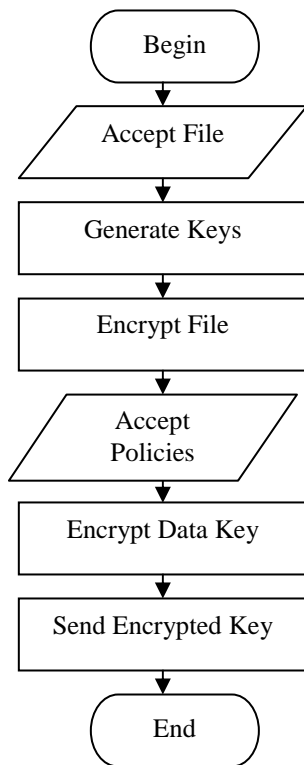 Begin
Accept File
Generate Keys
Encrypt File
Accept
Policies
Encrypt Data Key
Send Encrypted Key
End